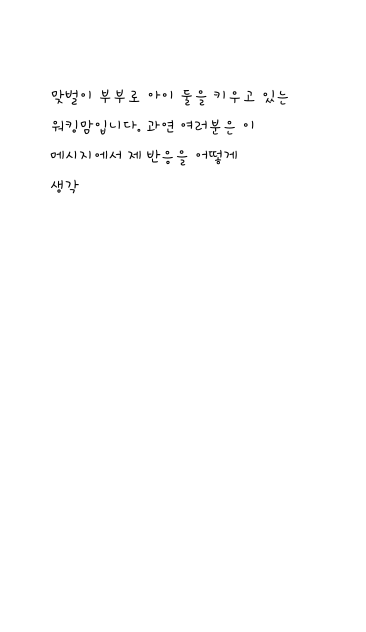 맞벌이 부부로 아이 둘을 키우고 있는
워킹맘입니다. 과연 여러분은 이
메시지에서 제 반응을 어떻게
생각